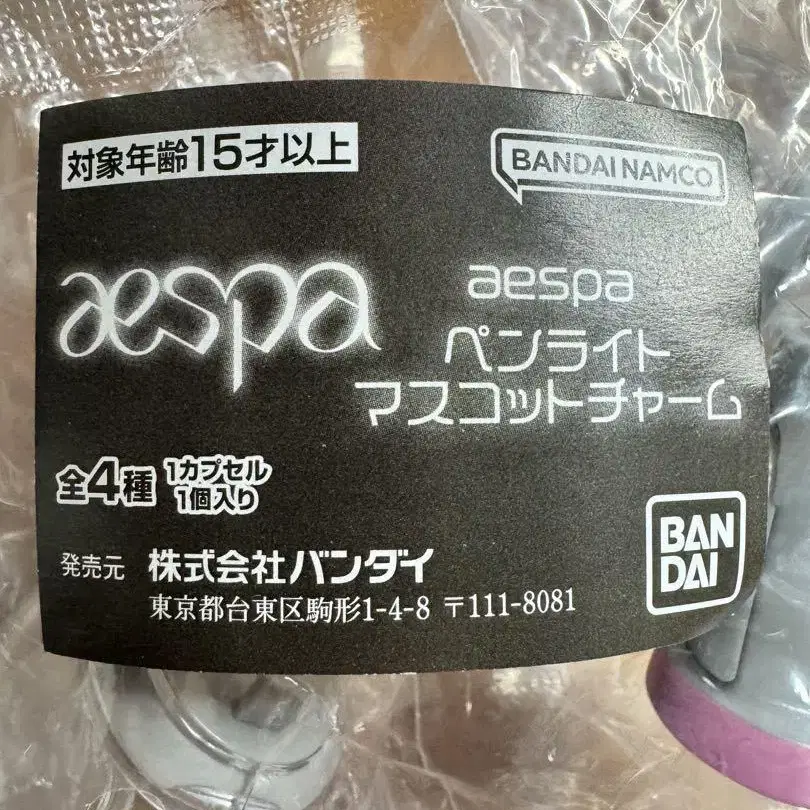 対象年齢15才以上
BANDAI NAMCO
aespa
aespa
ペンライト
マスコットチャーム
全4種
1カプセル
1個入り
発売元 株式会社バンダイ
東京都台東区駒形1-4-8 〒111-8081
BAN
DAI